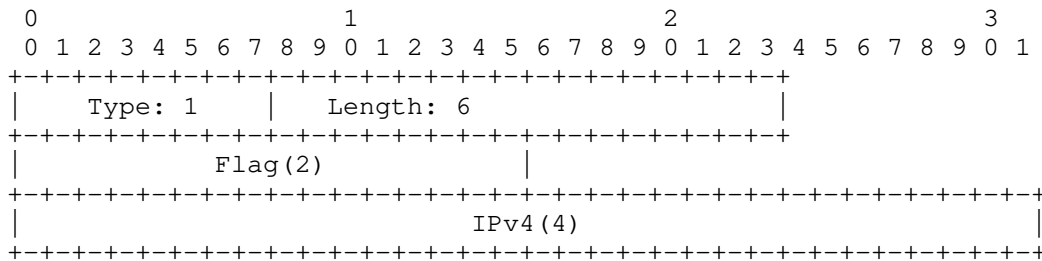 0                   1                   2                   3
0 1 2 3 4 5 6 7 8 9 0 1 2 3 4 5 6 7 8 9 0 1 2 3 4 5 6 7 8 9 0 1
+-+-+-+-+-+-+-+-+-+-+-+-+-+-+-+-+-+-+-+-+-+-+-+-+
|    Type: 1    |   Length: 6                   |
+-+-+-+-+-+-+-+-+-+-+-+-+-+-+-+-+-+-+-+-+-+-+-+-+
|            Flag(2)            |
+-+-+-+-+-+-+-+-+-+-+-+-+-+-+-+-+-+-+-+-+-+-+-+-+-+-+-+-+-+-+-+-+
|                            IPv4(4)                            |
+-+-+-+-+-+-+-+-+-+-+-+-+-+-+-+-+-+-+-+-+-+-+-+-+-+-+-+-+-+-+-+-+